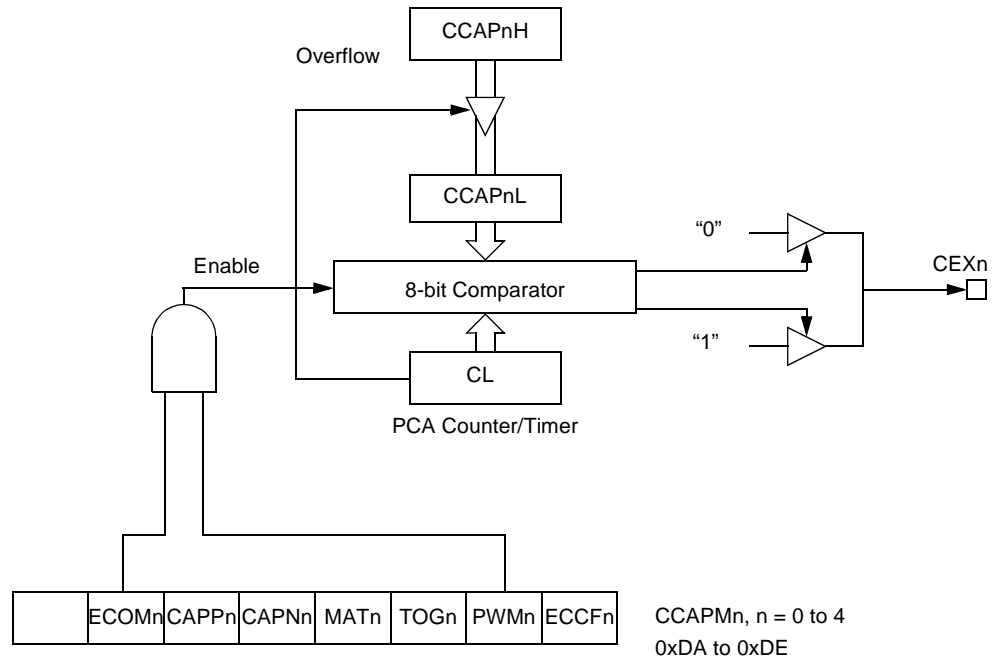 CCAPnH
Overflow
CCAPnL
“0”
Enable
CEXn
8-bit Comparator
“1”
CL
PCA Counter/Timer
ECOMn CAPPn CAPNn MATn TOGn PWMn ECCFn
CCAPMn, n = 0 to 4
0xDA to 0xDE